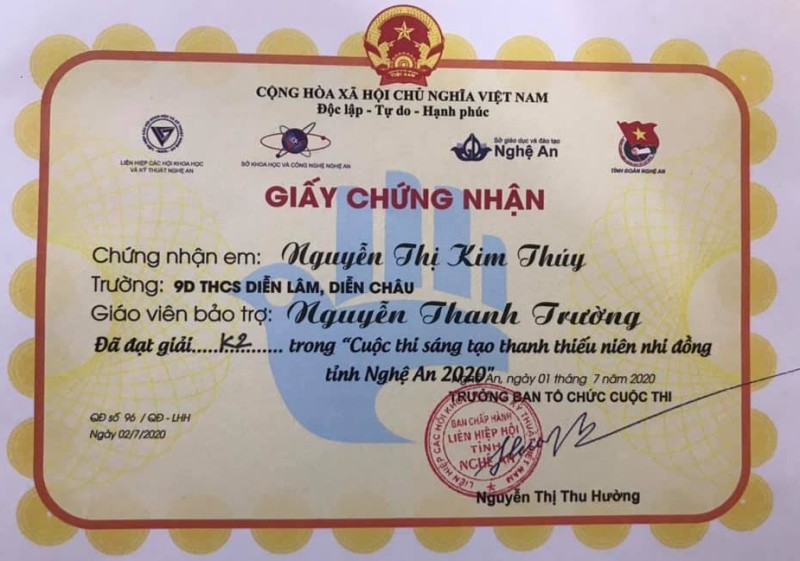 CỘNG HÒA XÃ HỘI CHỦ NGHĨA VIỆT NAM
Độc lập - Tự do - Hạnh phúc
LIÊN HIỆP CÁC HỘI KHOA HỌC
VÀ KỸ THUẬT NGHỆ AN
SỞ KHOA HỌC VÀ CÔNG NGHỆ NGHỆ AN
Sở giáo dục và đào tạo
Nghệ An
TỈNH ĐOÀN NGHỆ AN
GIẤY CHỨNG NHẬN
Chứng nhận em: Nguyễn Thị Kim Thúy
Trường: 9D THCS DIỄN LÂM, DIỄN CHÂU
Giáo viên bảo trợ: Nguyễn Thanh Trường
Đã đạt giải.....K2......... trong "Cuộc thi sáng tạo thanh thiếu niên nhi đồng
tỉnh Nghệ An 2020"
Nghệ An, ngày 01 tháng 7 năm 2020
TRƯỞNG BAN TỔ CHỨC CUỘC THI
QĐ số 96 / QĐ - LHH
Ngày 02/7/2020
BAN CHẤP HÀNH
LIÊN HIỆP HỘI
TỈNH
NGHỆ AN
Nguyễn Thị Thu Hường